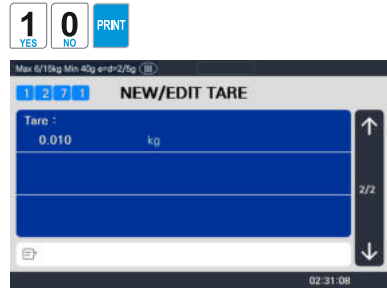 1 0 PRINT
YES NO
Max 6/15kg Min 40g e=d=2/5g (III)
1 2 7 1 NEW/EDIT TARE
Tare :
0.010 kg
2/2
02:31:08